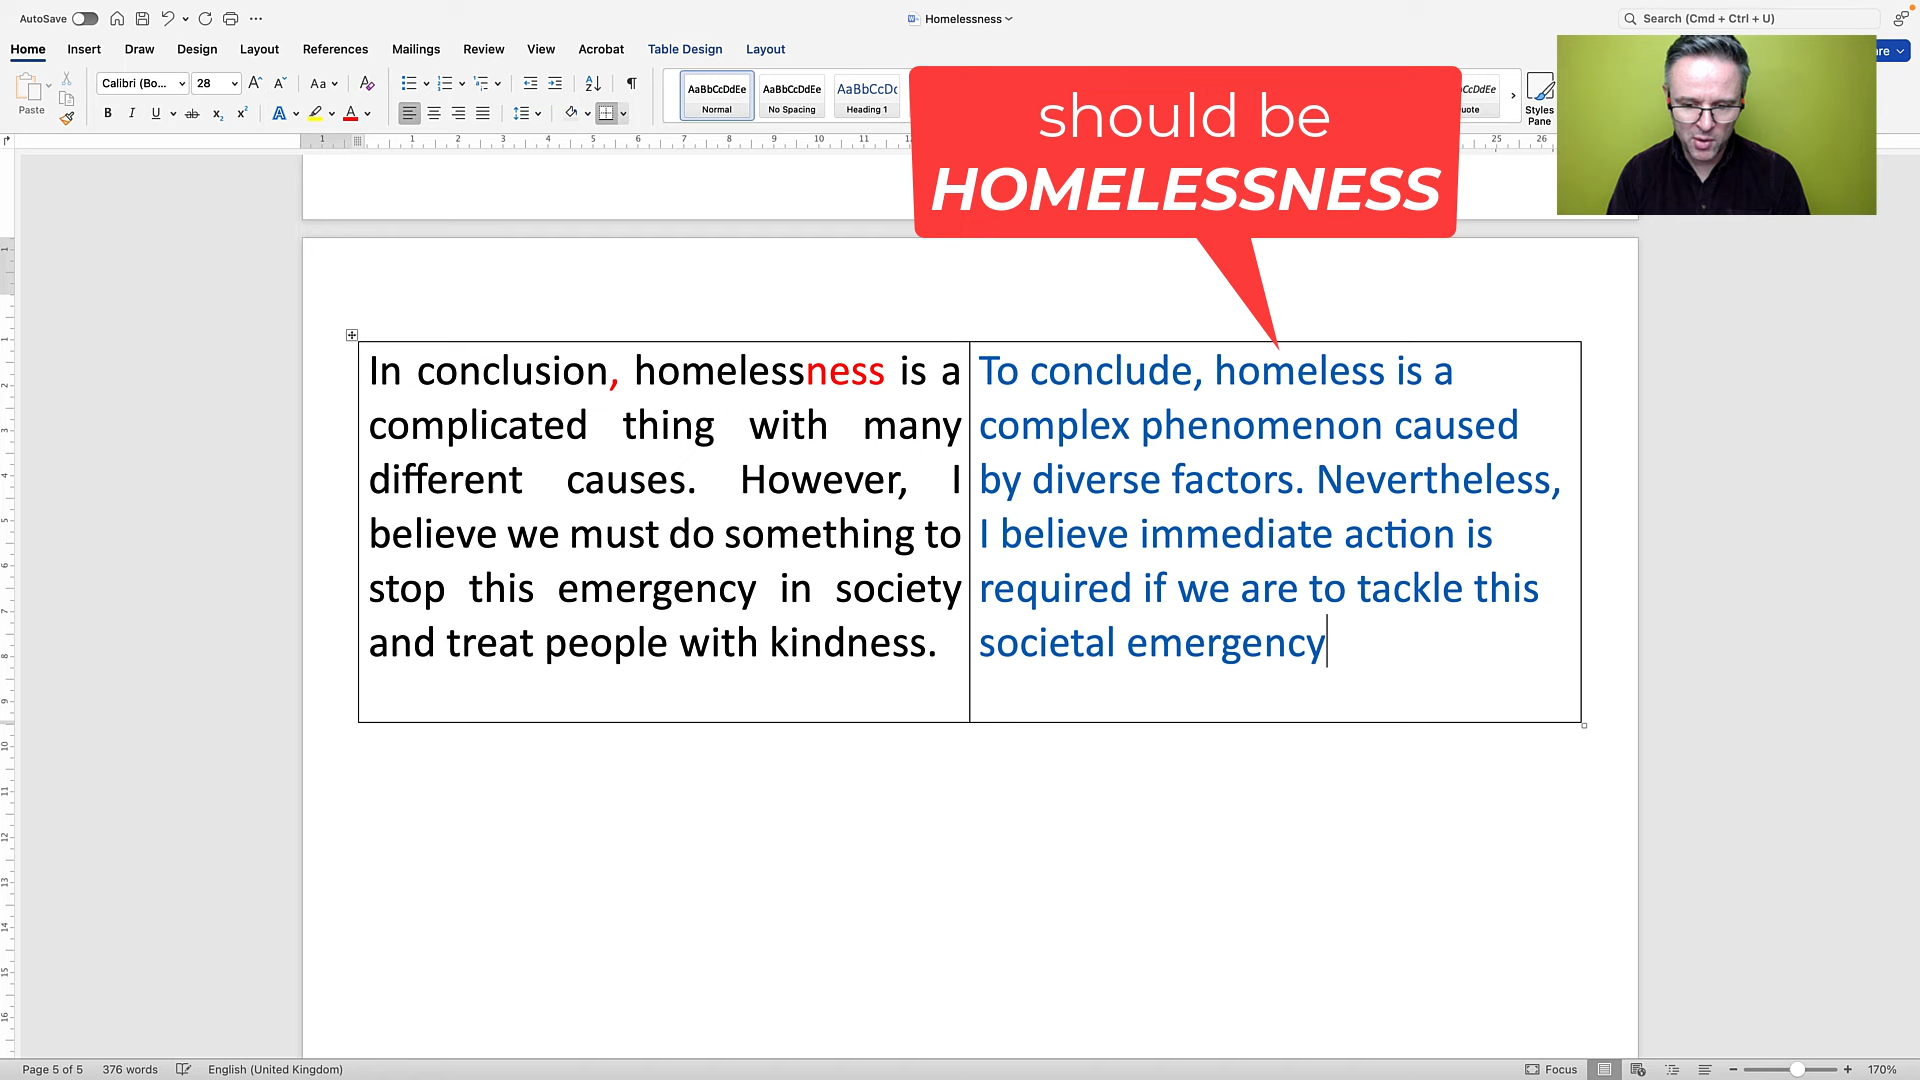 AutoSave
Homelessness
Search (Cmd + Ctrl + U)
Home Insert Draw Design Layout References Mailings Review View Acrobat Table Design Layout
Paste
Calibri (Bo... 28
AaBbCcDdEe
Normal
AaBbCcDdEe
No Spacing
AaBbCcDc
Heading 1
Styles
Pane
should be
HOMELESSNESS
In conclusion, homelessness is a
complicated thing with many
different causes. However, I
believe we must do something to
stop this emergency in society
and treat people with kindness.
To conclude, homeless is a
complex phenomenon caused
by diverse factors. Nevertheless,
I believe immediate action is
required if we are to tackle this
societal emergency
Page 5 of 5 376 words English (United Kingdom) Focus 170%